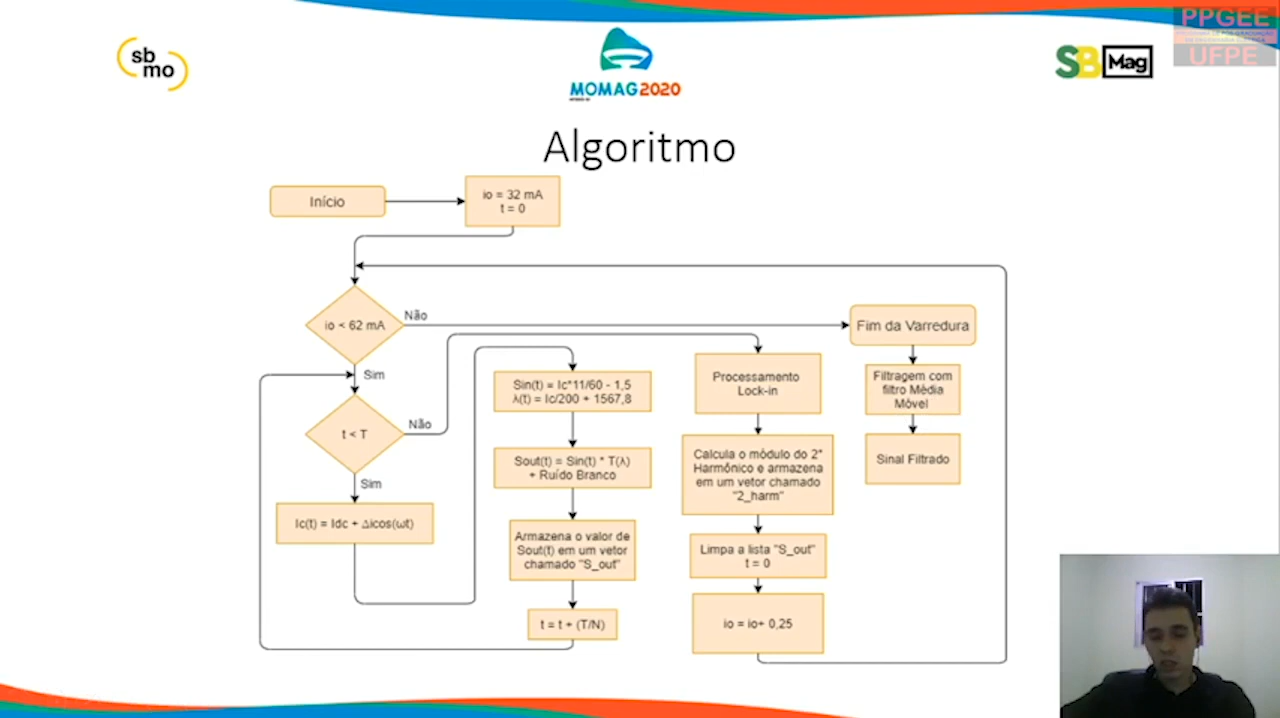 sb
mo
MOMAG2020
SB Mag
PPGEE
UFPE
Algoritmo
Início
io = 32 mA
t = 0
io < 62 mA
Não
Sim
t < T
Não
Sim
Ic(t) = Idc + Δicos(ωt)
Sin(t) = Ic*11/60 - 1,5
λ(t) = Ic/200 + 1567,8
Sout(t) = Sin(t) * T(λ)
+ Ruído Branco
Armazena o valor de
Sout(t) em um vetor
chamado "S_out"
t = t + (T/N)
Processamento
Lock-in
Calcula o módulo do 2°
Harmônico e armazena
em um vetor chamado
"2_harm"
Limpa a lista "S_out"
t = 0
io = io+ 0,25
Fim da Varredura
Filtragem com
filtro Média
Móvel
Sinal Filtrado